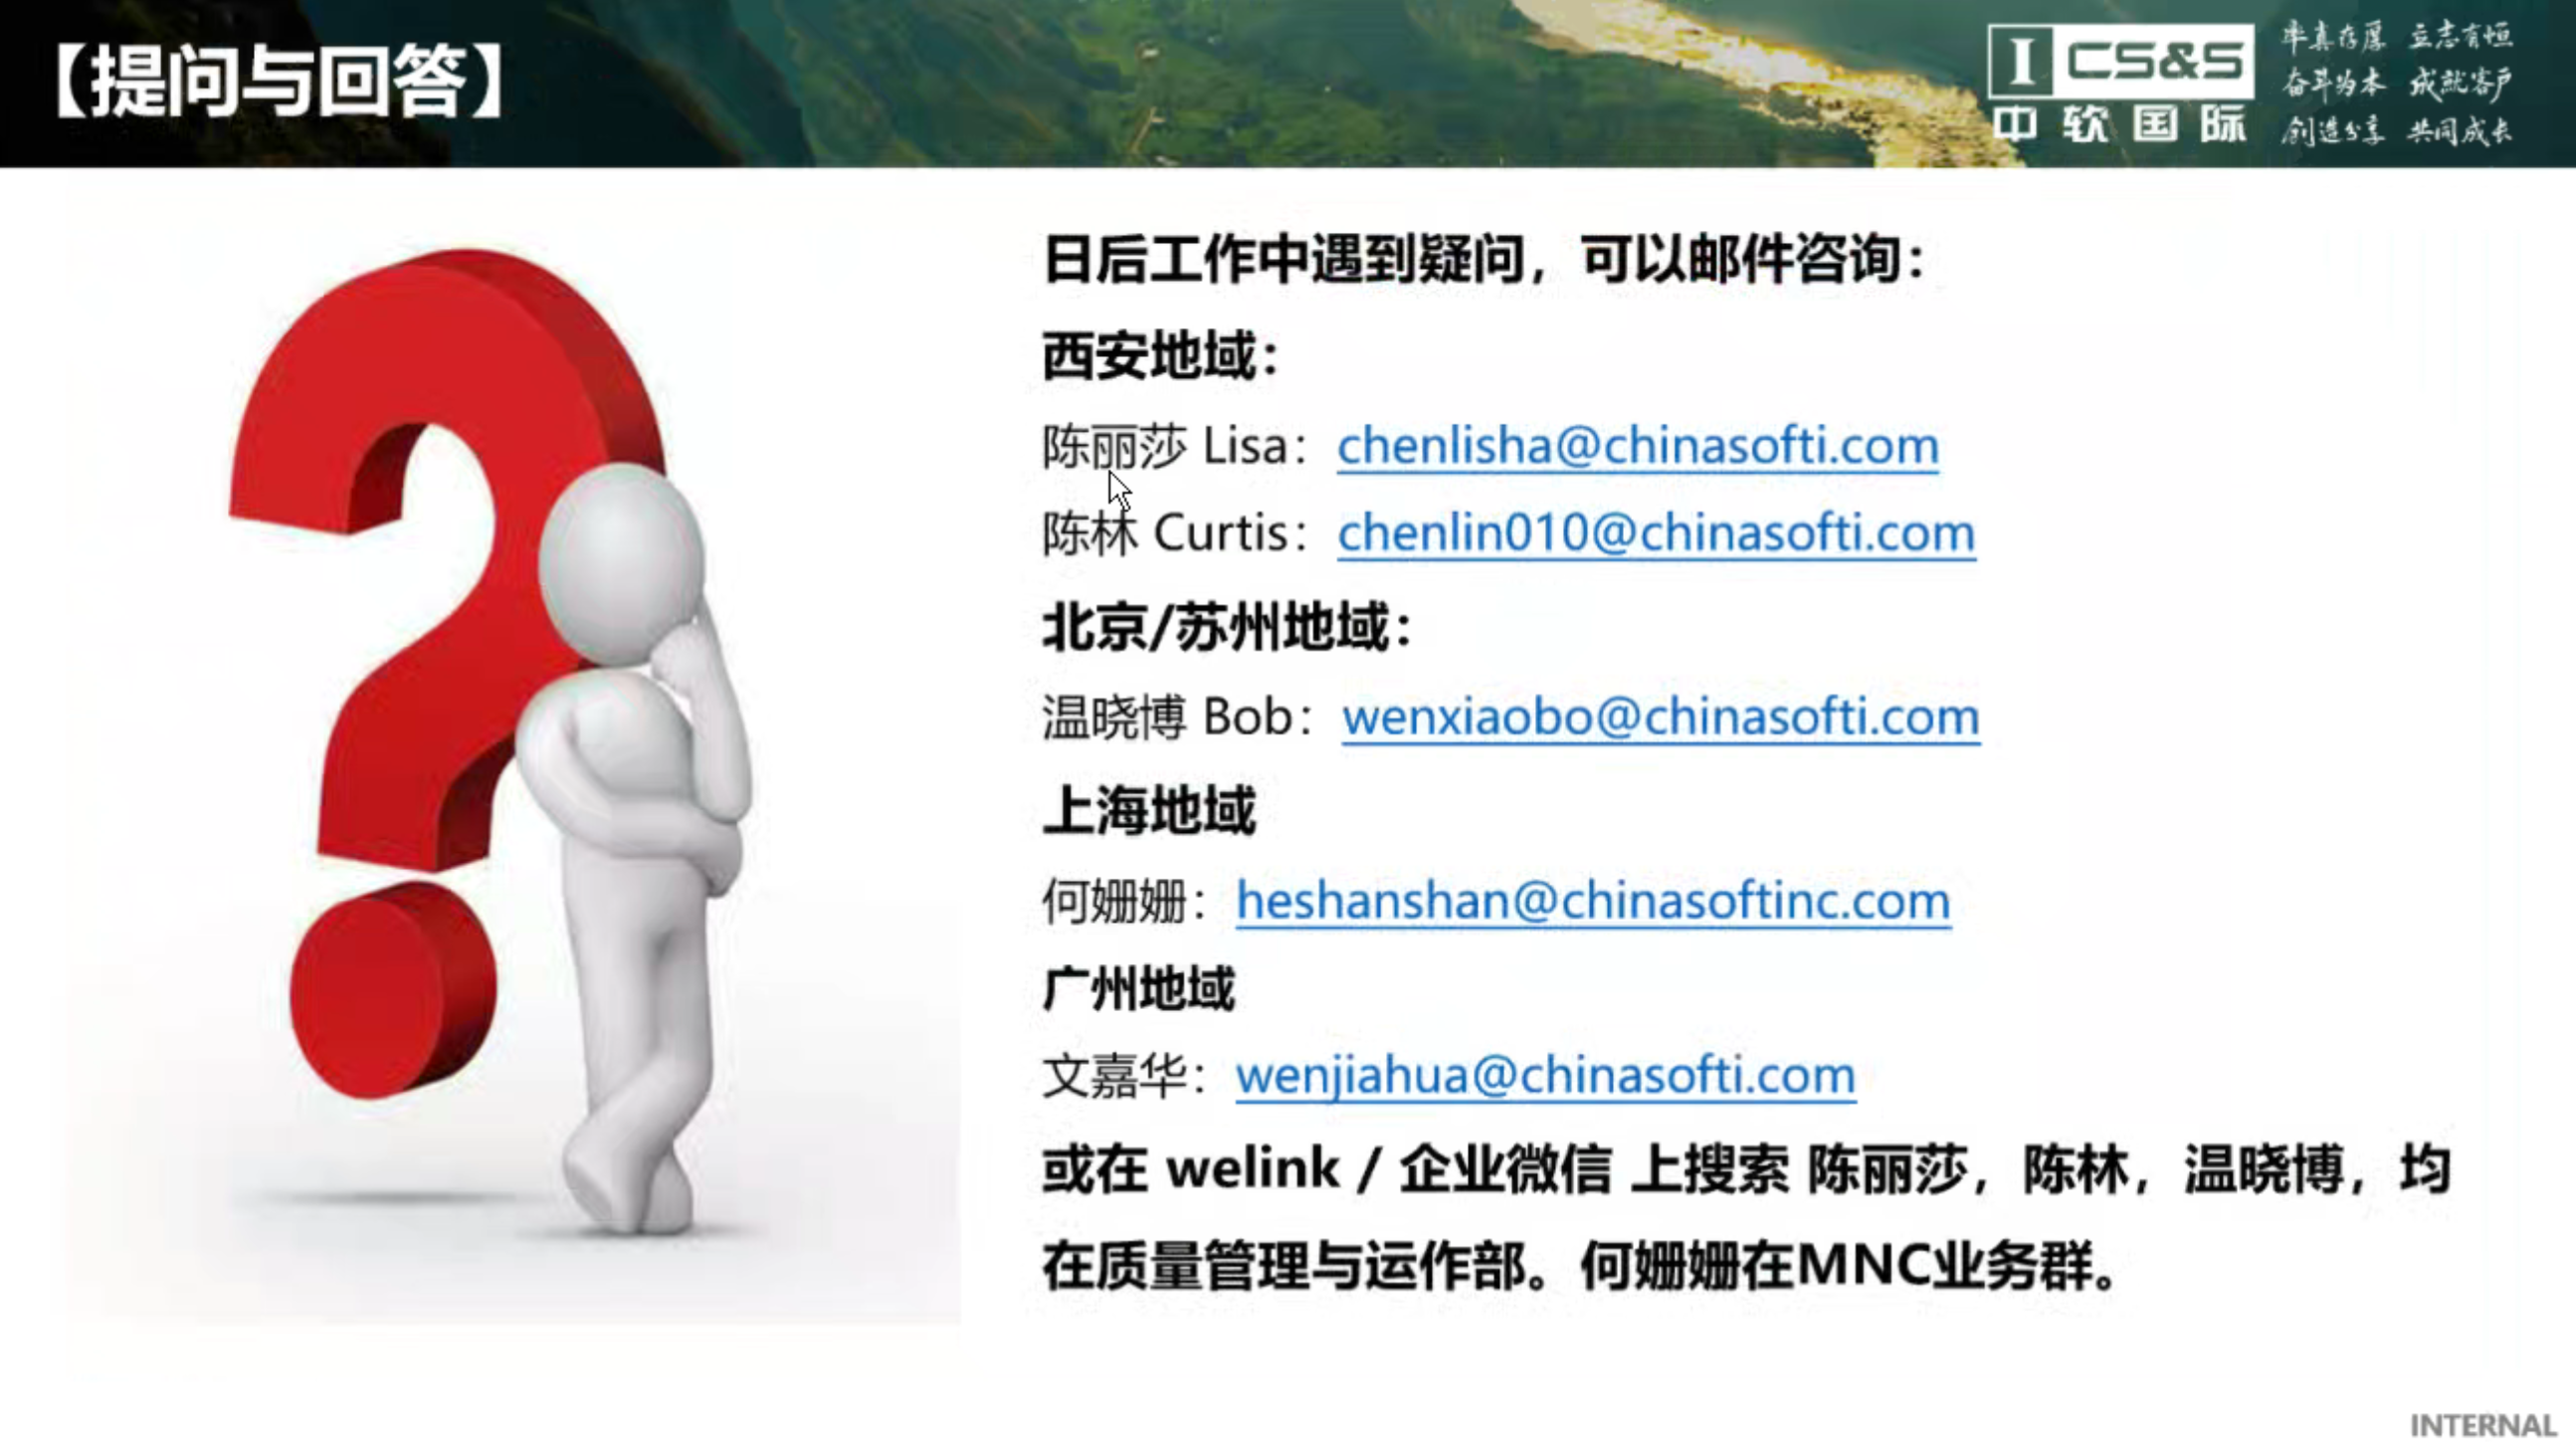 【提问与回答】
I CS&S
中软国际
率真存厚 立志有恒
奋斗为本 成就客户
创造分享 共同成长
日后工作中遇到疑问，可以邮件咨询：
西安地域：
陈丽莎 Lisa：chenlisha@chinasofti.com
陈林 Curtis：chenlin010@chinasofti.com
北京/苏州地域：
温晓博 Bob：wenxiaobo@chinasofti.com
上海地域
何姗姗：heshanshan@chinasoftinc.com
广州地域
文嘉华：wenjiahua@chinasofti.com
或在 welink / 企业微信 上搜索 陈丽莎，陈林，温晓博，均
在质量管理与运作部。何姗姗在MNC业务群。
INTERNAL